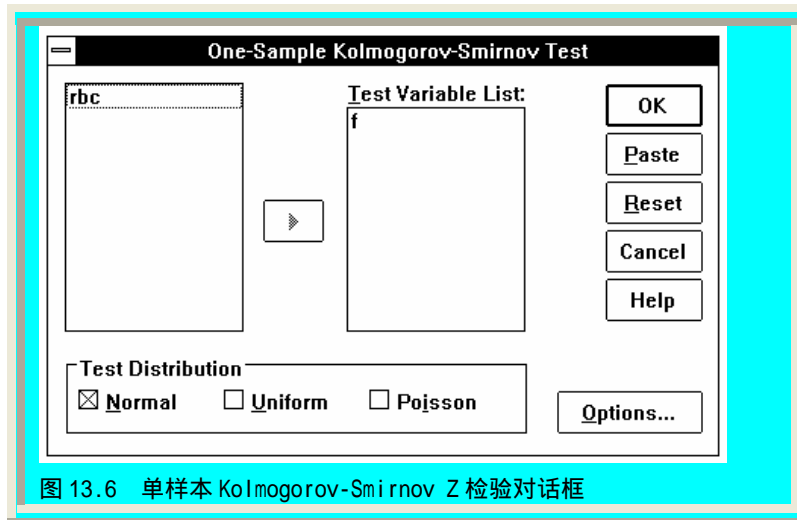 One-Sample Kolmogorov-Smirnov Test
rbc
Test Variable List:
f
OK
Paste
Reset
Cancel
Help
Test Distribution
Normal
Uniform
Poisson
Options...
图 13.6 单样本 Kolmogorov-Smirnov Z 检验对话框